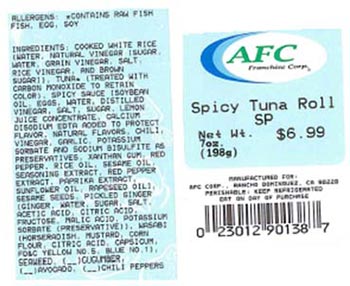 ALLERGENS: *CONTAINS RAW FISH
FISH, EGG, SOY
INGREDIENTS: COOKED WHITE RICE
(WATER, NATURAL VINEGAR (SUGAR,
WATER, GRAIN VINEGAR, SALT,
RICE VINEGAR, AND BROWN
SUGAR)), TUNA* (TREATED WITH
CARBON MONOXIDE TO RETAIN
COLOR), SPICY SAUCE (SOYBEAN
OIL, EGGS, WATER, DISTILLED
VINEGAR, SALT, SUGAR, LEMON
JUICE CONCENTRATE, CALCIUM
DISODIUM EDTA ADDED TO PROTECT
FLAVOR, NATURAL FLAVORS, CHILI,
VINEGAR, GARLIC, POTASSIUM
SORBATE AND SODIUM BISULFITE AS
PRESERVATIVES, XANTHAN GUM, RED
PEPPER, RICE OIL, SESAME OIL,
SEASONING EXTRACT, RED PEPPER
EXTRACT, PAPRIKA EXTRACT,
SUNFLOWER OIL, RAPESEED OIL),
SESAME SEEDS, PICKLED GINGER
(GINGER, WATER, SUGAR, SALT,
ACETIC ACID, CITRIC ACID,
FRUCTOSE, MALIC ACID, POTASSIUM
SORBATE (PRESERVATIVE)), WASABI
(HORSERADISH, MUSTARD, CORN
FLOUR, CITRIC ACID, CAPSICUM,
FD&C YELLOW NO.5, BLUE NO.1),
SEAWEED, (__)CUCUMBER,
(__)AVOCADO, (__)CHILI PEPPERS
AFC
Franchise Corp.
Spicy Tuna Roll
SP
Net Wt. $6.99
7oz.
(198g)
MANUFACTURED FOR:
AFC CORP., RANCHO DOMINGUEZ, CA 90220
PERISHABLE: KEEP REFRIGERATED
EAT ON DAY OF PURCHASE
0 23012 90138 7